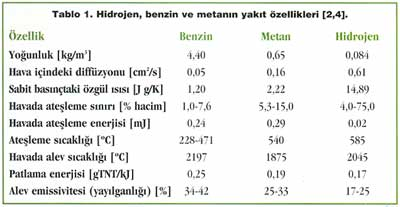 Tablo 1. Hidrojen, benzin ve metanın yakıt özellikleri [2,4].
Özellik Benzin Metan Hidrojen
Yoğunluk [kg/m³] 4,40 0,65 0,084
Hava içindeki diffüzyonu [cm²/s] 0,05 0,16 0,61
Sabit basınçtaki özgül ısısı [J g/K] 1,20 2,22 14,89
Havada ateşleme sınırı [% hacim] 1,0-7,6 5,3-15,0 4,0-75,0
Havada ateşleme enerjisi [mJ] 0,24 0,29 0,02
Ateşleme sıcaklığı [°C] 228-471 540 585
Havada alev sıcaklığı [°C] 2197 1875 2045
Patlama enerjisi [gTNT/kJ] 0,25 0,19 0,17
Alev emissivitesi (yayılganlığı) [%] 34-42 25-33 17-25